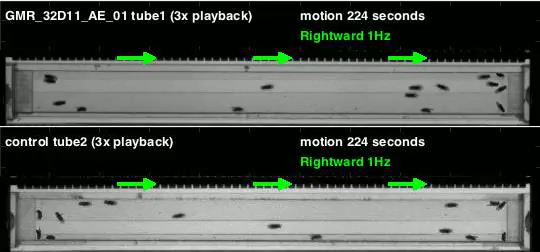 GMR_32D11_AE_01 tube1 (3x playback)
motion 224 seconds
Rightward 1Hz
control tube2 (3x playback)
motion 224 seconds
Rightward 1Hz